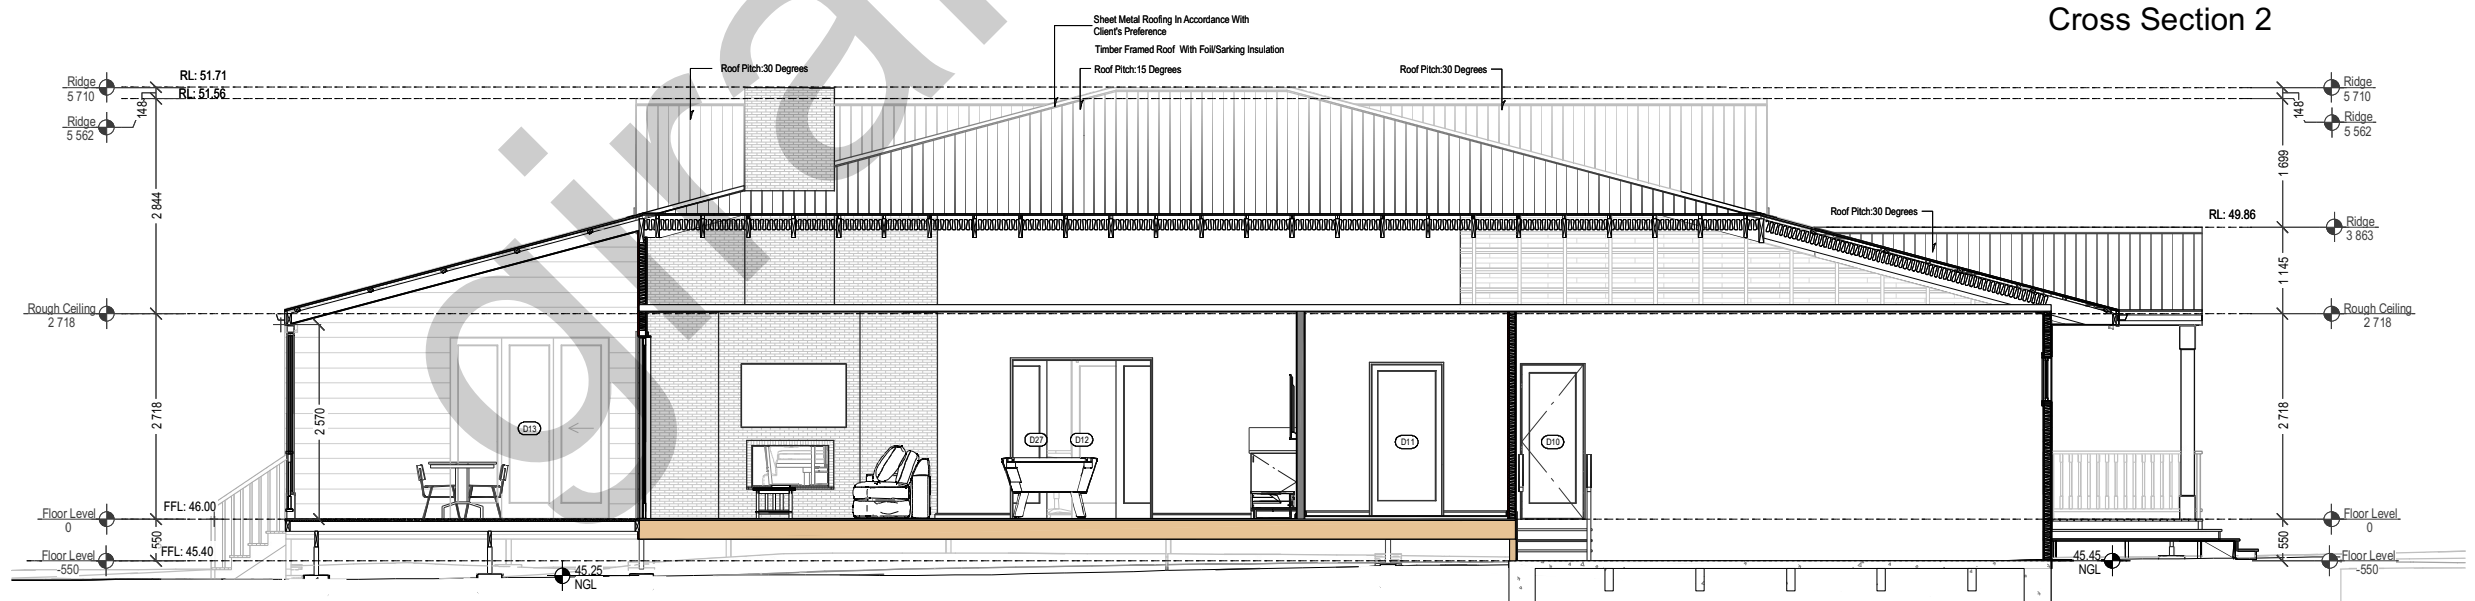 Cross Section 2
Sheet Metal Roofing In Accordance With
Client's Preference
Timber Framed Roof With Foil/Sarking Insulation
Roof Pitch:30 Degrees
Roof Pitch:15 Degrees
Roof Pitch:30 Degrees
Roof Pitch:30 Degrees
Ridge
5 710
RL: 51.71
RL: 51.56
148
Ridge
5 562
2 844
Rough Ceiling
2 718
2 718
2 570
Floor Level
0
FFL: 46.00
550
Floor Level
-550
FFL: 45.40
45.25
NGL
D13
D27
D12
D11
D10
Ridge
5 710
148
Ridge
5 562
1 699
RL: 49.86
Ridge
3 863
1 145
Rough Ceiling
2 718
2 718
Floor Level
0
550
Floor Level
-550
45.45
NGL
gira